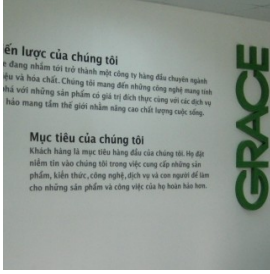 ến lược của chúng tôi
e đang nhắm tới trở thành một công ty hàng đầu chuyên ngành
iệu và hóa chất. Chúng tôi mang đến những công nghệ mang tính
phá với những sản phẩm có giá trị đích thực cùng với các dịch vụ
hảo mang tầm thế giới nhằm nâng cao chất lượng cuộc sống.
Mục tiêu của chúng tôi
Khách hàng là mục tiêu hàng đầu của chúng tôi. Họ đặt
niềm tin vào chúng tôi trong việc cung cấp những sản
phẩm, kiến thức, công nghệ, dịch vụ và con người để làm
cho những sản phẩm và công việc của họ hoàn hảo hơn.
GRACE